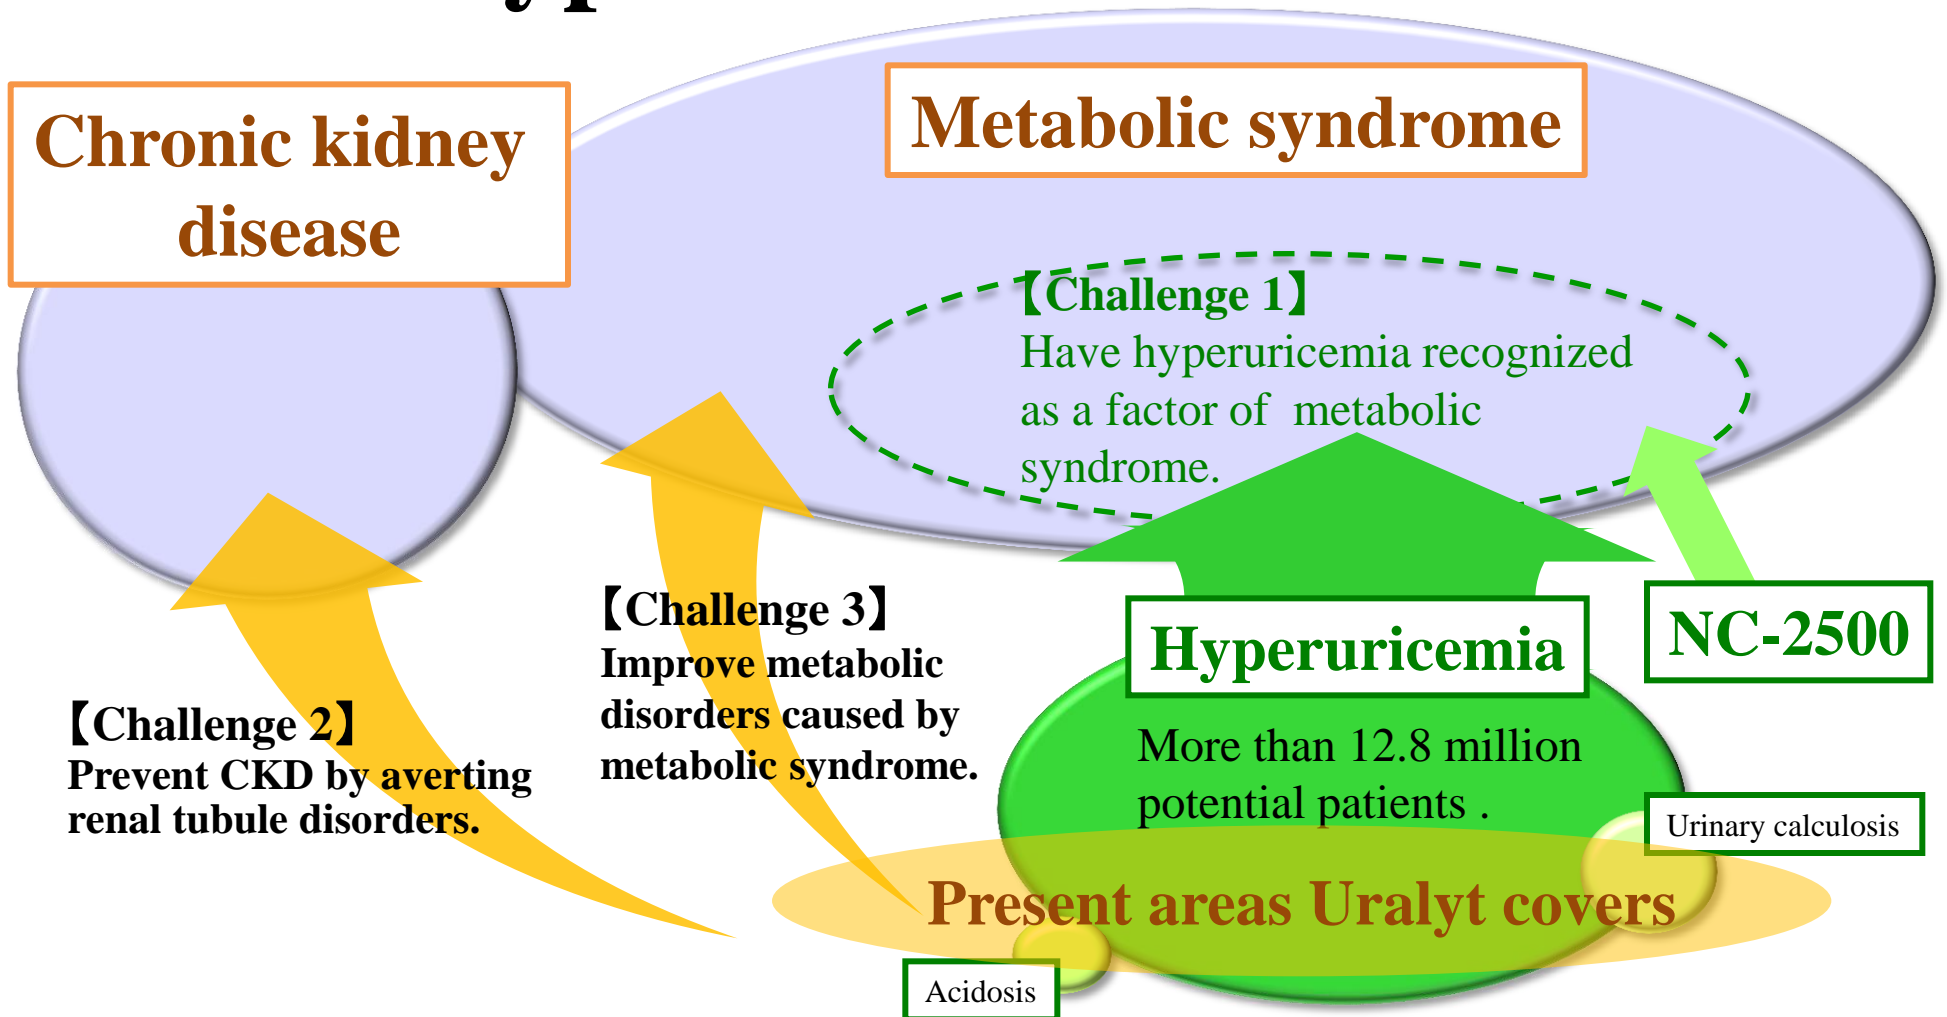 Chronic kidney
disease
Metabolic syndrome
【Challenge 1】
Have hyperuricemia recognized
as a factor of metabolic
syndrome.
【Challenge 3】
Improve metabolic
disorders caused by
metabolic syndrome.
【Challenge 2】
Prevent CKD by averting
renal tubule disorders.
Hyperuricemia
NC-2500
More than 12.8 million
potential patients .
Urinary calculosis
Present areas Uralyt covers
Acidosis